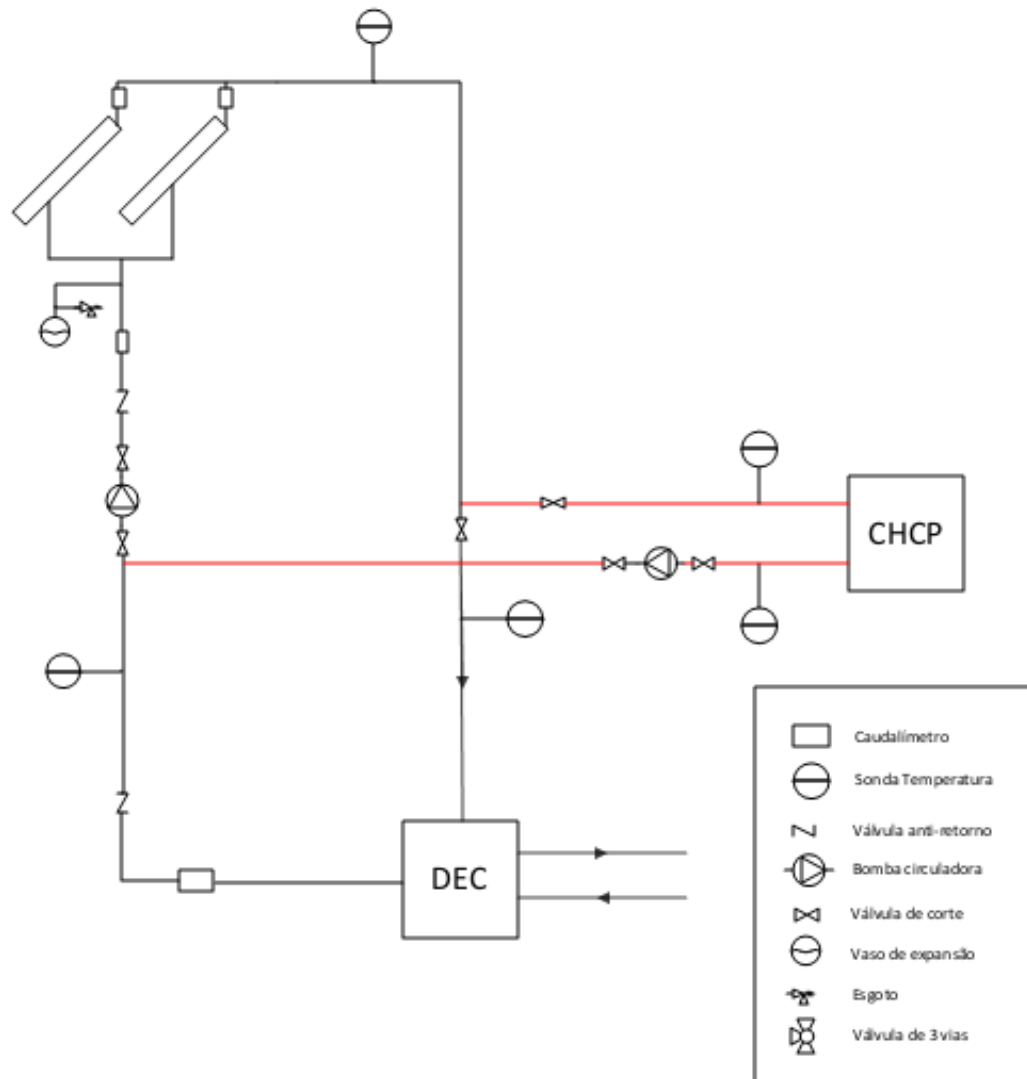 CHCP
DEC
Caudalímetro
Sonda Temperatura
Válvula anti-retorno
Bomba circuladora
Válvula de corte
Vaso de expansão
Esgoto
Válvula de 3 vias